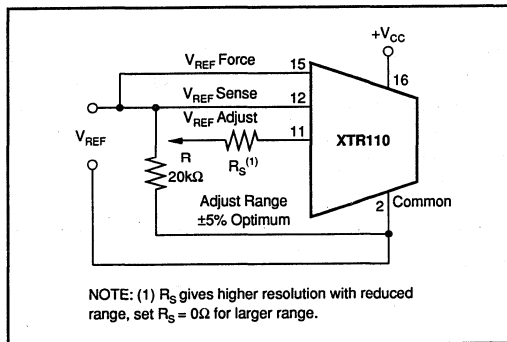 +V_CC
V_REF Force 15
16
V_REF Sense 12
V_REF Adjust
11
XTR110
V_REF
R
20kΩ
R_S^(1)
Adjust Range
±5% Optimum
2 Common
NOTE: (1) R_S gives higher resolution with reduced
range, set R_S = 0Ω for larger range.